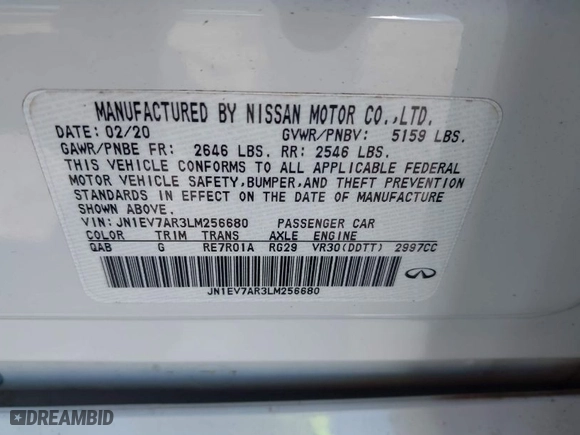 MANUFACTURED BY NISSAN MOTOR CO.,LTD.
DATE: 02/20 GVWR/PNBV: 5159 LBS.
GAWR/PNBE FR: 2646 LBS. RR: 2546 LBS.
THIS VEHICLE CONFORMS TO ALL APPLICABLE FEDERAL
MOTOR VEHICLE SAFETY,BUMPER,AND THEFT PREVENTION
STANDARDS IN EFFECT ON THE DATE OF MANUFACTURE
SHOWN ABOVE.
VIN: JN1EV7AR3LM256680 PASSENGER CAR
COLOR TRIM TRANS AXLE ENGINE
QAB G RE7R01A RG29 VR30(DDTT) 2997CC
JN1EV7AR3LM256680
DREAMBID